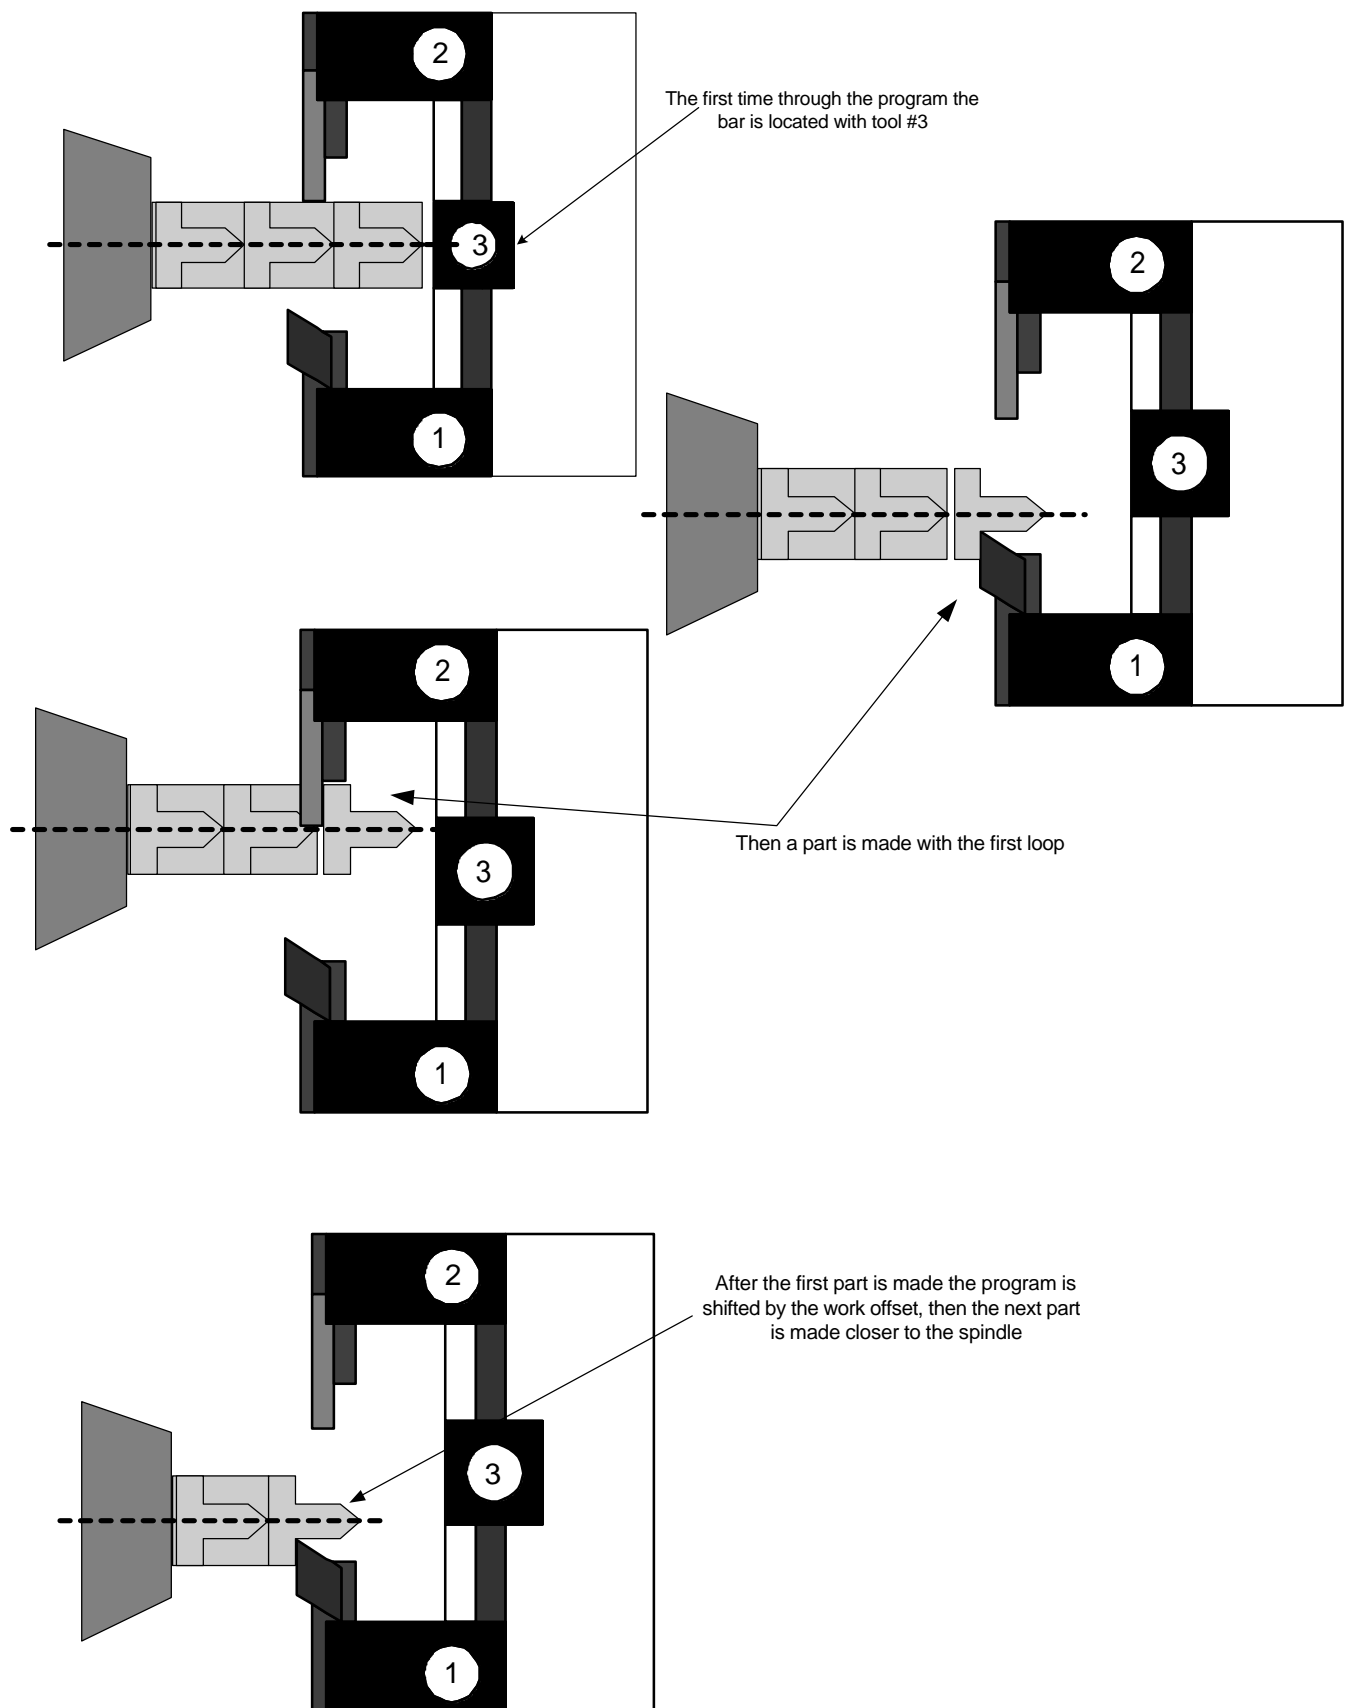 2
The first time through the program the
bar is located with tool #3
3
1
2
3
1
2
3
1
Then a part is made with the first loop
2
After the first part is made the program is
shifted by the work offset, then the next part
is made closer to the spindle
3
1